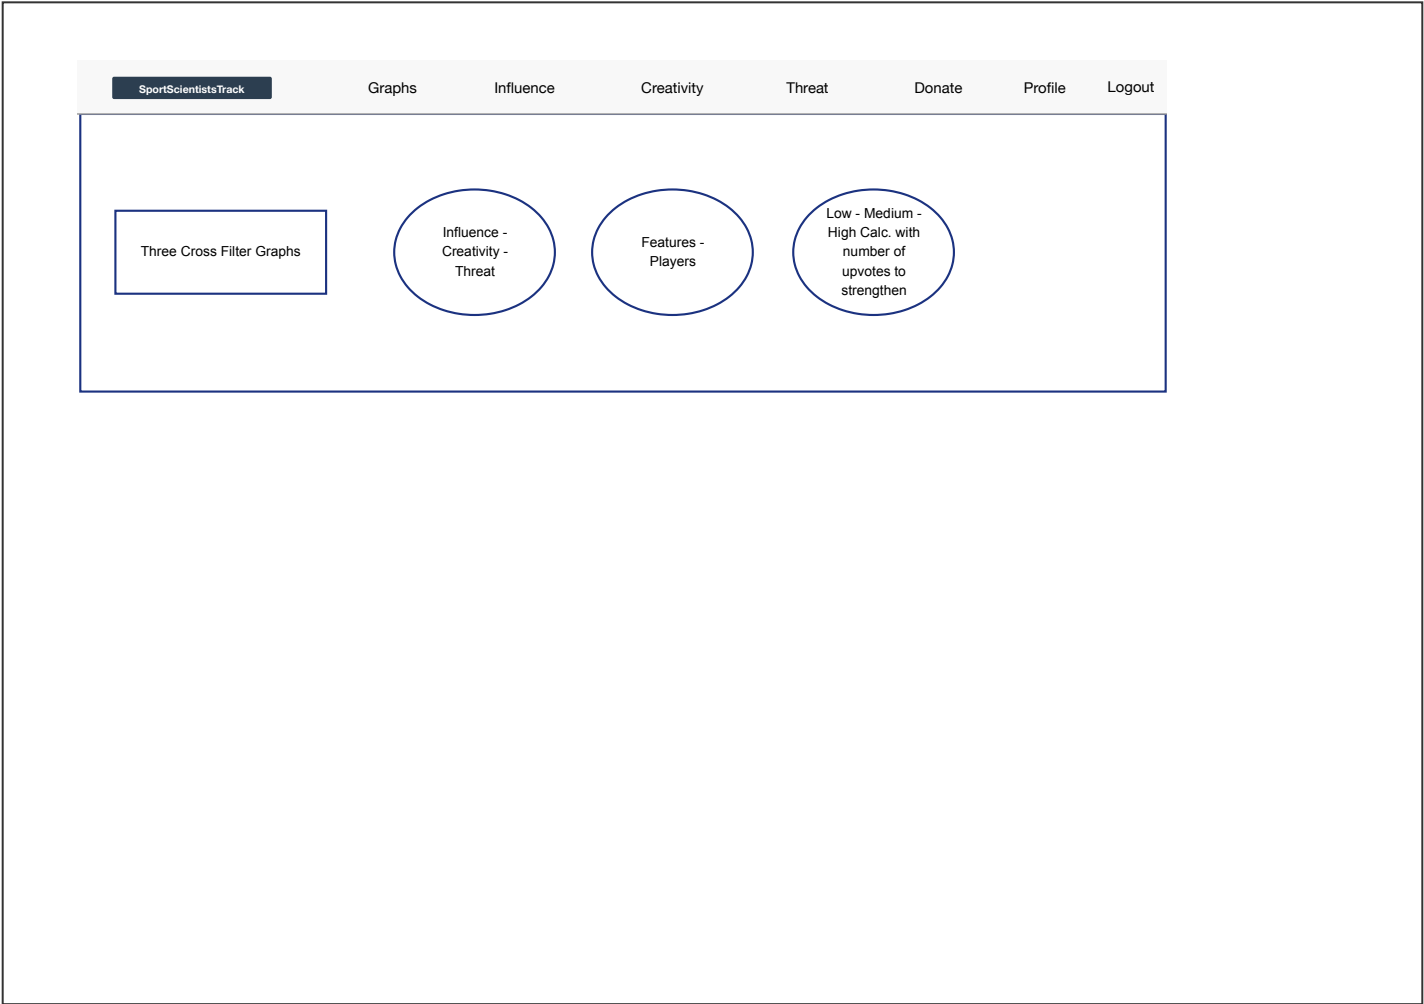 SportScientistsTrack
Graphs
Influence
Creativity
Threat
Donate
Profile
Logout
Three Cross Filter Graphs
Influence -
Creativity -
Threat
Features -
Players
Low - Medium -
High Calc. with
number of
upvotes to
strengthen